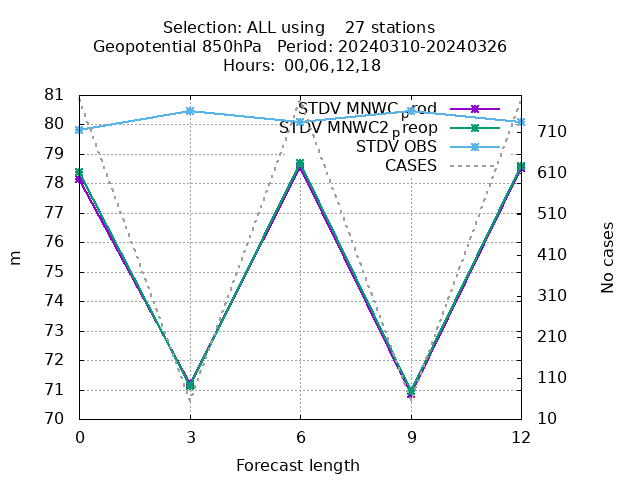 Selection: ALL using    27 stations
Geopotential 850hPa   Period: 20240310-20240326
Hours: 00,06,12,18
STDV MNWC_prod
STDV MNWC2_preop
STDV OBS
CASES
81
80
79
78
77
76
75
74
73
72
71
70
710
610
510
410
310
210
110
10
m
No cases
0 3 6 9 12
Forecast length